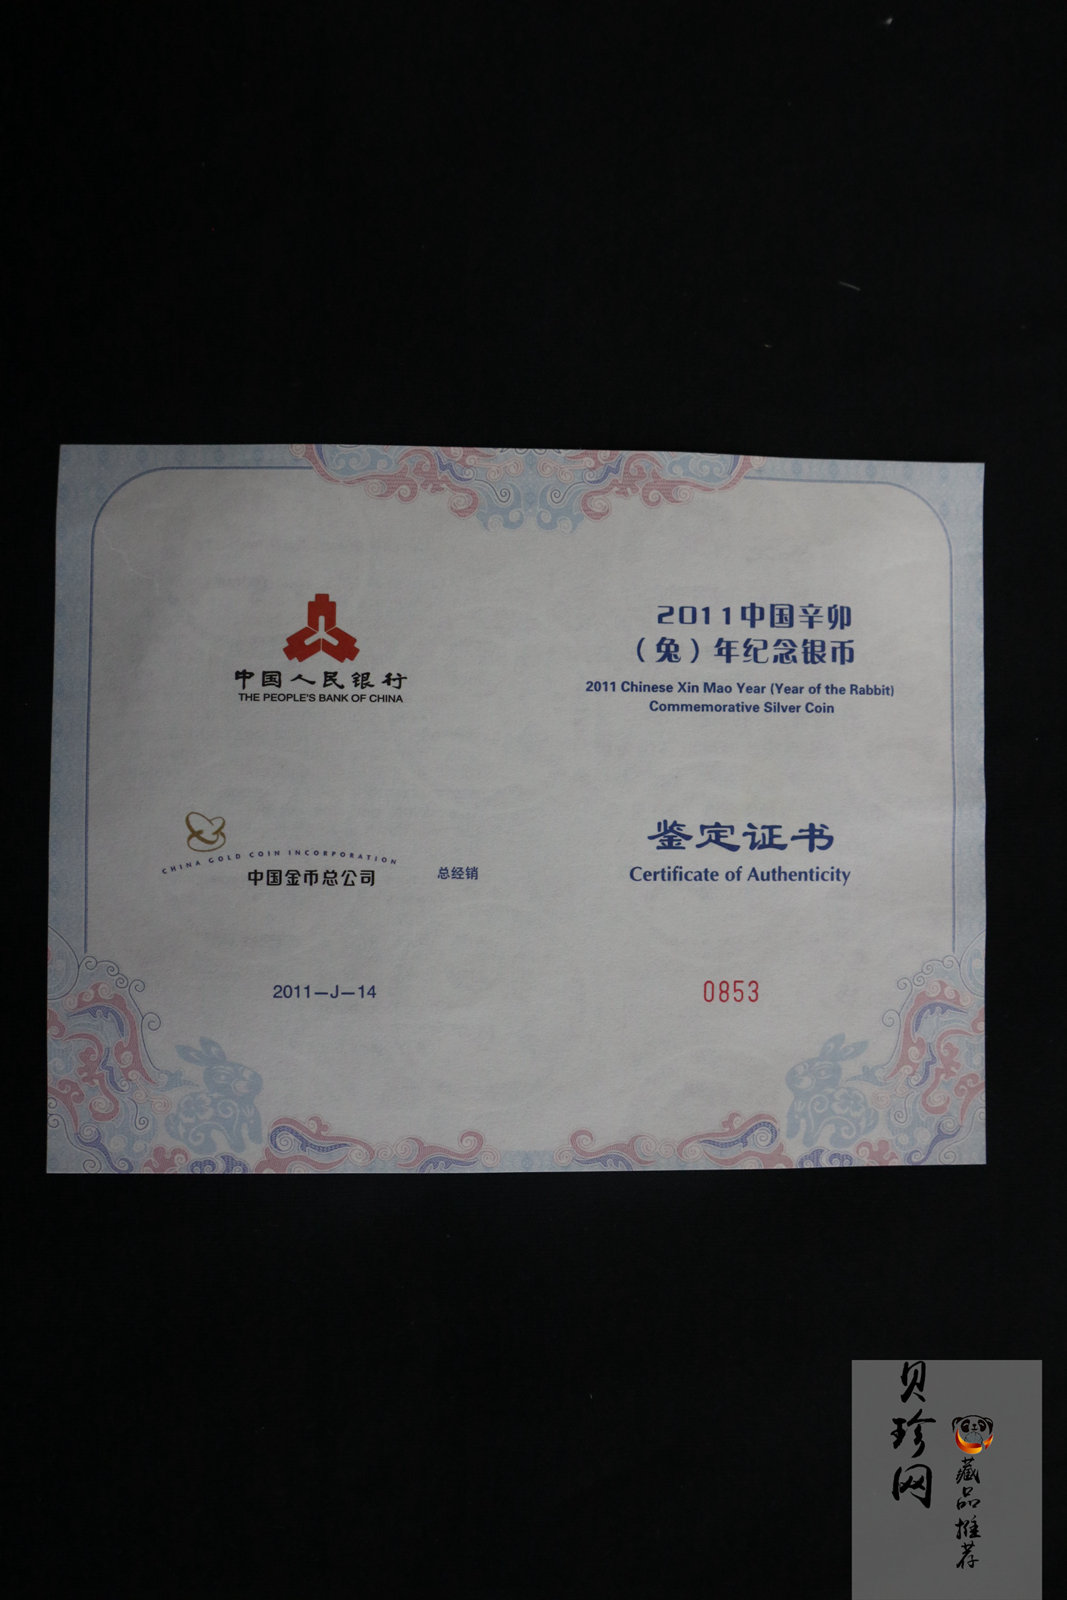 中国人民银行
THE PEOPLE'S BANK OF CHINA
2011中国辛卯
（兔）年纪念银币
2011 Chinese Xin Mao Year (Year of the Rabbit)
Commemorative Silver Coin
CHINA GOLD COIN INCORPORATION
中国金币总公司 总经销
鉴定证书
Certificate of Authenticity
2011-J-14
0853
贝珍网
藏品推荐